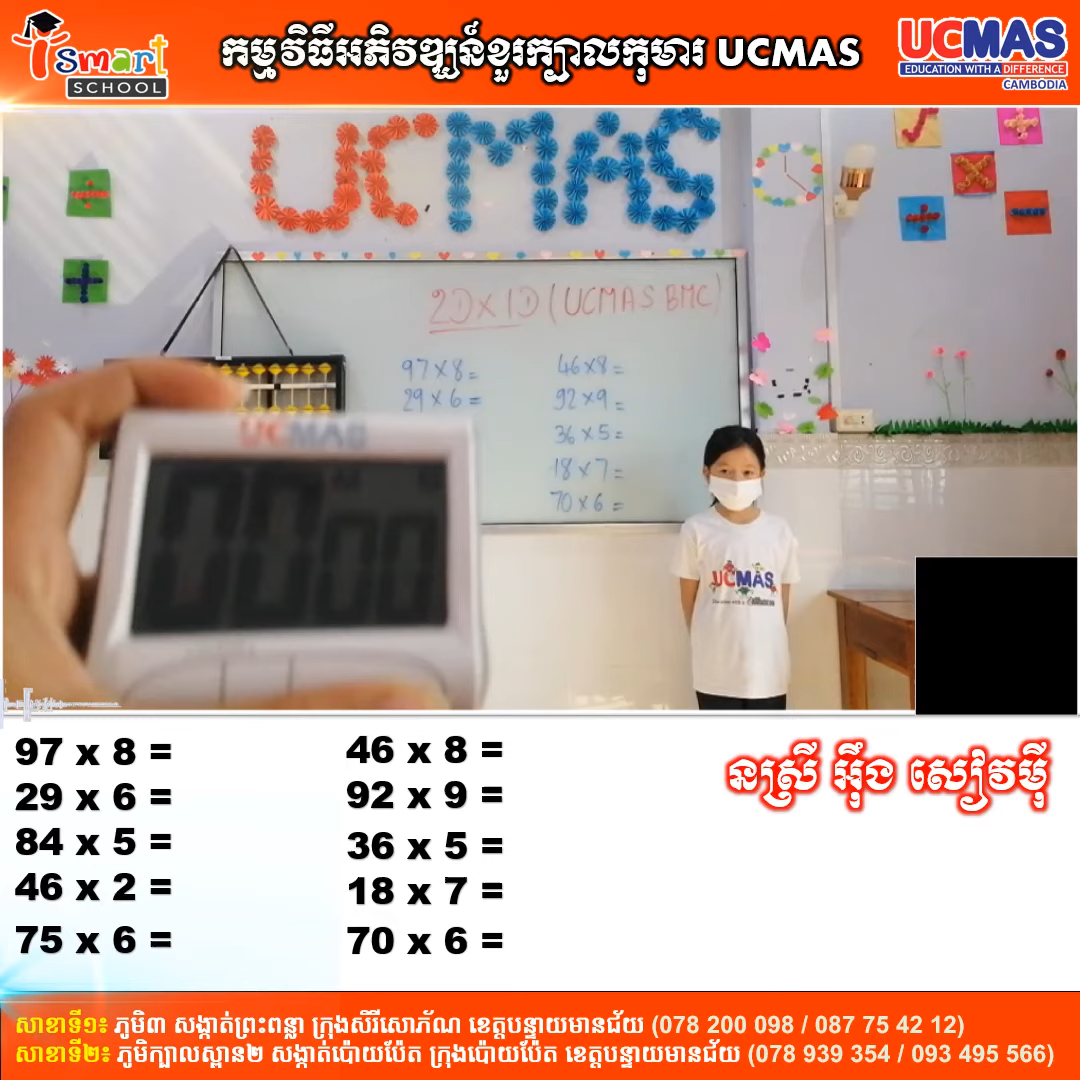 iSmart
SCHOOL
កម្មវិធីអភិវឌ្ឍន៍ខួរក្បាលកុមារ UCMAS
UCMAS
EDUCATION WITH A DIFFERENCE
CAMBODIA
UCMAS
2D x 1D (UCMAS BMC)
97 x 8 =
29 x 6 =
46 x 8 =
92 x 9 =
36 x 5 =
18 x 7 =
70 x 6 =
UCMAS
UCMAS
97 x 8 =
29 x 6 =
84 x 5 =
46 x 2 =
75 x 6 =
46 x 8 =
92 x 9 =
36 x 5 =
18 x 7 =
70 x 6 =
នស្រី អ៊ឹង សៀវម៉ី
សាខាទី១៖ ភូមិ៣ សង្កាត់ព្រះពន្លា ក្រុងសិរីសោភ័ណ ខេត្តបន្ទាយមានជ័យ (078 200 098 / 087 75 42 12)
សាខាទី២៖ ភូមិក្បាលស្ពាន២ សង្កាត់ប៉ោយប៉ែត ក្រុងប៉ោយប៉ែត ខេត្តបន្ទាយមានជ័យ (078 939 354 / 093 495 566)